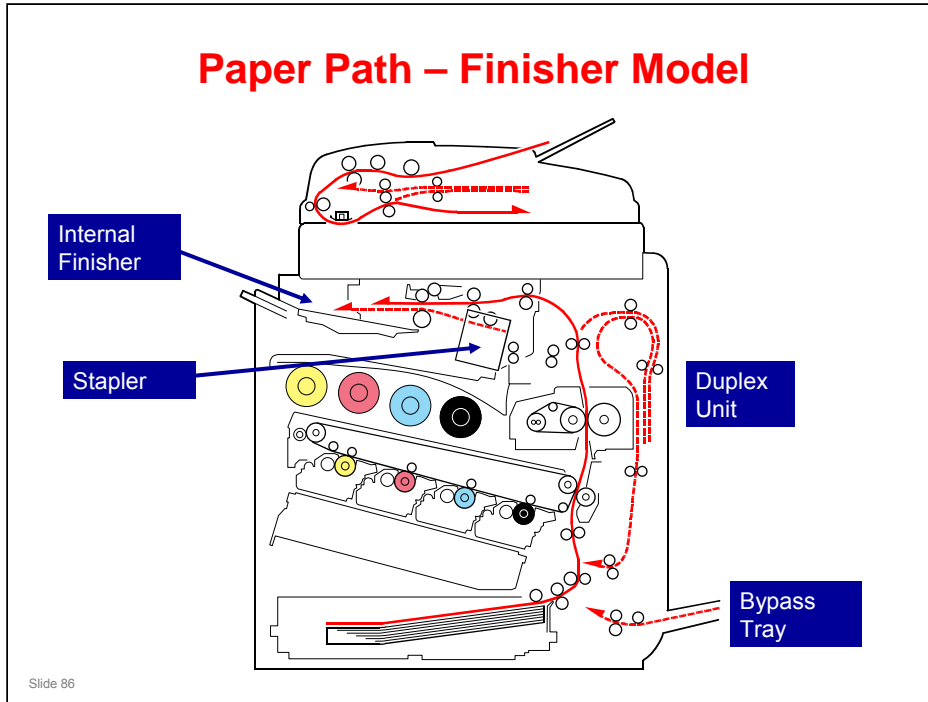 Paper Path – Finisher Model
Internal
Finisher
Stapler
Duplex
Unit
Bypass
Tray
Slide 86